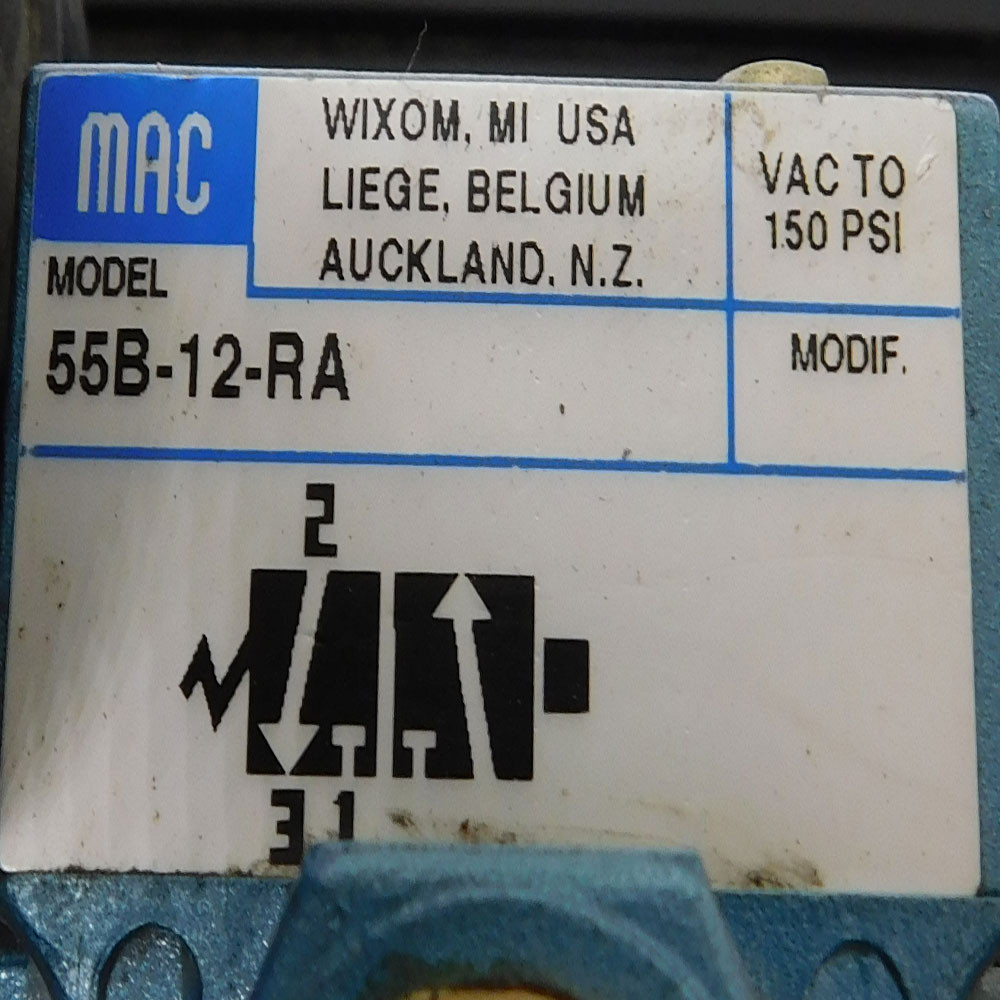 MAC
WIXOM, MI USA
LIEGE, BELGIUM
AUCKLAND, N.Z.
VAC TO
150 PSI
MODEL
55B-12-RA
MODIF.
2
3 1